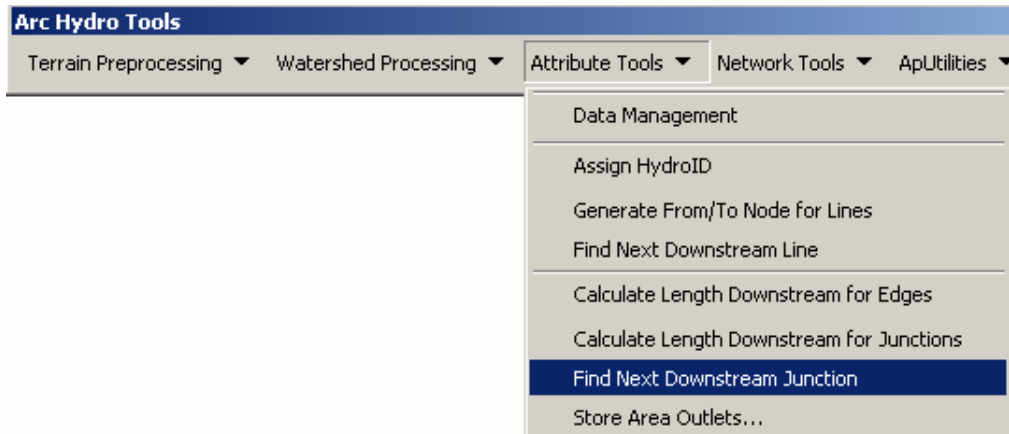 Arc Hydro Tools
Terrain Preprocessing Watershed Processing Attribute Tools Network Tools ApUtilities
Data Management
Assign HydroID
Generate From/To Node for Lines
Find Next Downstream Line
Calculate Length Downstream for Edges
Calculate Length Downstream for Junctions
Find Next Downstream Junction
Store Area Outlets...